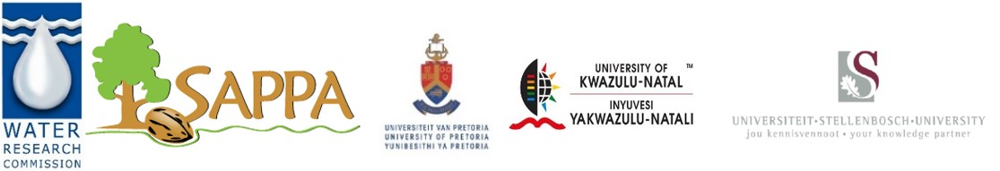 WATER
RESEARCH
COMMISSION
SAPPA
UNIVERSITEIT VAN PRETORIA
UNIVERSITY OF PRETORIA
YUNIBESITHI YA PRETORIA
UNIVERSITY OF ™
KWAZULU-NATAL
INYUVESI
YAKWAZULU-NATALI
S
UNIVERSITEIT•STELLENBOSCH•UNIVERSITY
jou kennisvennoot • your knowledge partner